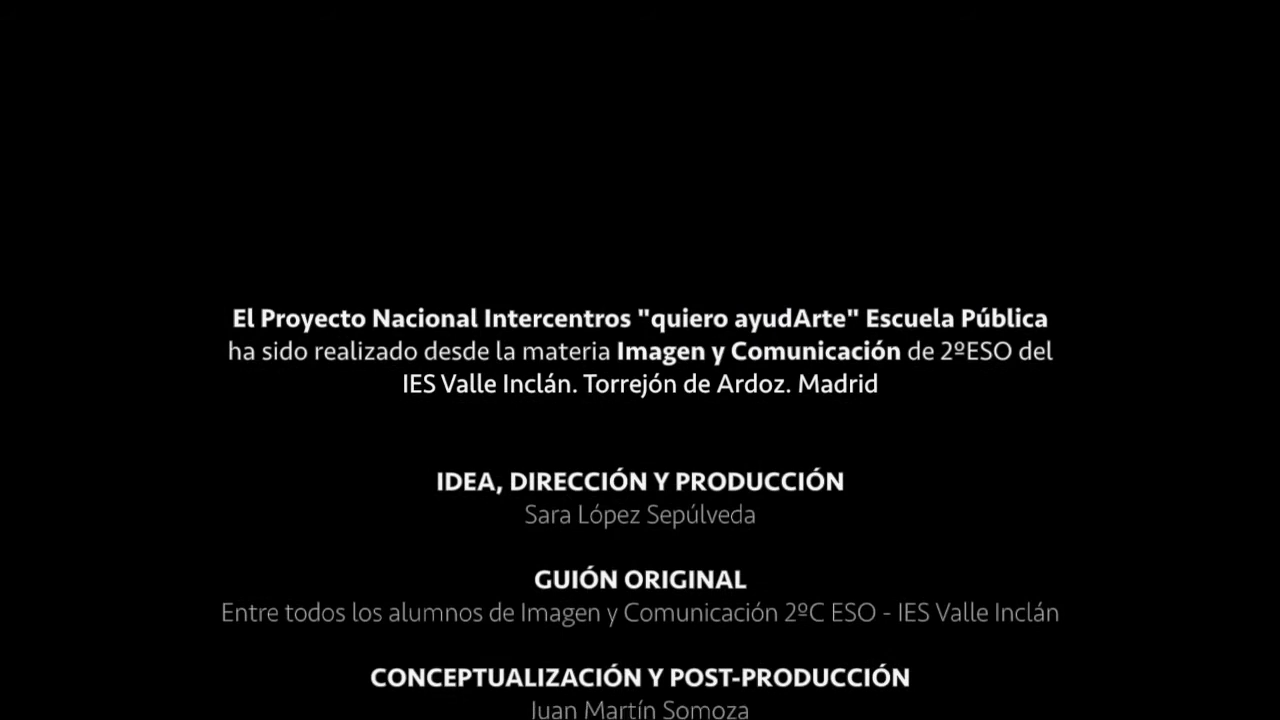 El Proyecto Nacional Intercentros "quiero ayudArte" Escuela Pública
ha sido realizado desde la materia Imagen y Comunicación de 2ºESO del
IES Valle Inclán. Torrejón de Ardoz. Madrid
IDEA, DIRECCIÓN Y PRODUCCIÓN
Sara López Sepúlveda
GUIÓN ORIGINAL
Entre todos los alumnos de Imagen y Comunicación 2ºC ESO - IES Valle Inclán
CONCEPTUALIZACIÓN Y POST-PRODUCCIÓN
Juan Martín Somoza